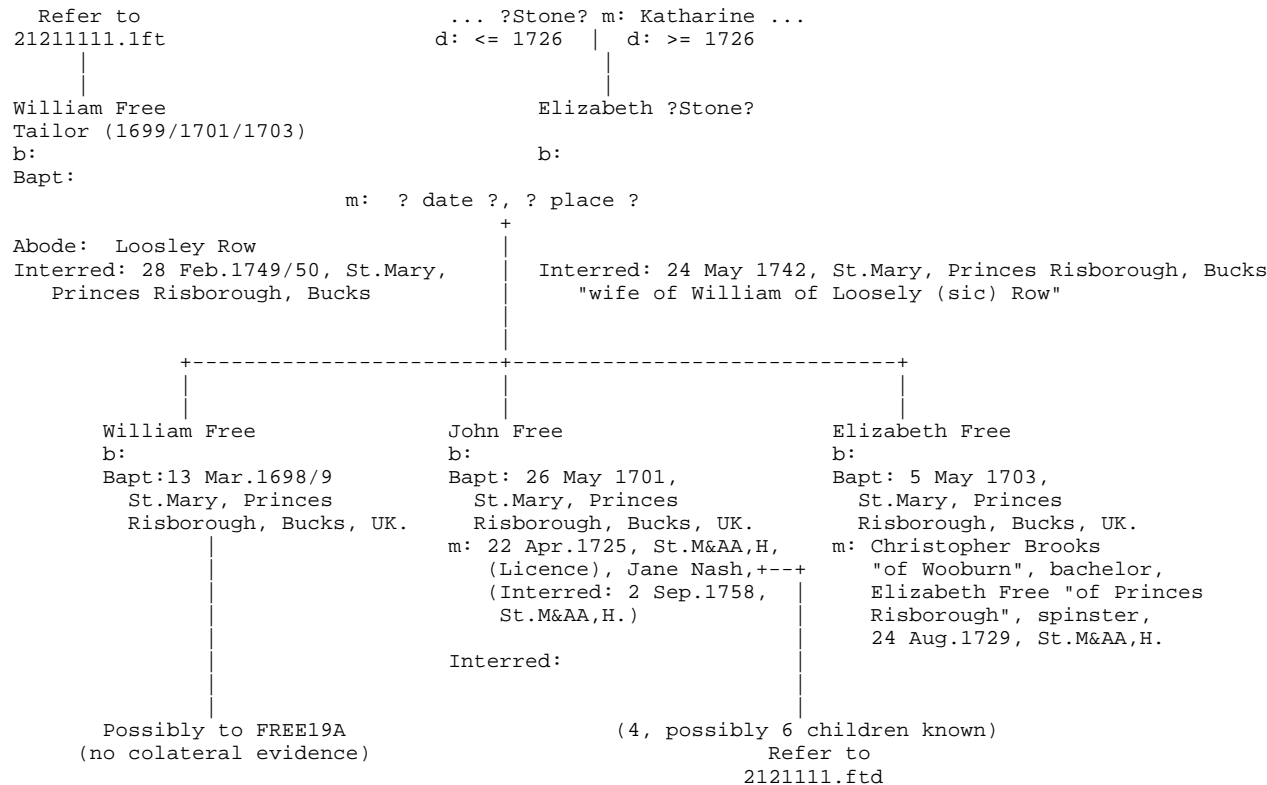 Refer to ... ?Stone? m: Katharine ...
21211111.1ft d: <= 1726 | d: >= 1726
William Free Elizabeth ?Stone?
Tailor (1699/1701/1703)
b: b:
Bapt:
m: ? date ?, ? place ?
Abode: Loosley Row
Interred: 28 Feb.1749/50, St.Mary, Interred: 24 May 1742, St.Mary, Princes Risborough, Bucks
Princes Risborough, Bucks "wife of William of Loosely (sic) Row"
William Free John Free Elizabeth Free
b: b: b:
Bapt:13 Mar.1698/9 Bapt: 26 May 1701, Bapt: 5 May 1703,
St.Mary, Princes St.Mary, Princes St.Mary, Princes
Risborough, Bucks, UK. Risborough, Bucks, UK. Risborough, Bucks, UK.
m: 22 Apr.1725, St.M&AA,H, m: Christopher Brooks
(Licence), Jane Nash,+--+ "of Wooburn", bachelor,
(Interred: 2 Sep.1758, Elizabeth Free "of Princes
St.M&AA,H.) Risborough", spinster,
24 Aug.1729, St.M&AA,H.
Interred:
Possibly to FREE19A (4, possibly 6 children known)
(no colateral evidence) Refer to
2121111.ftd